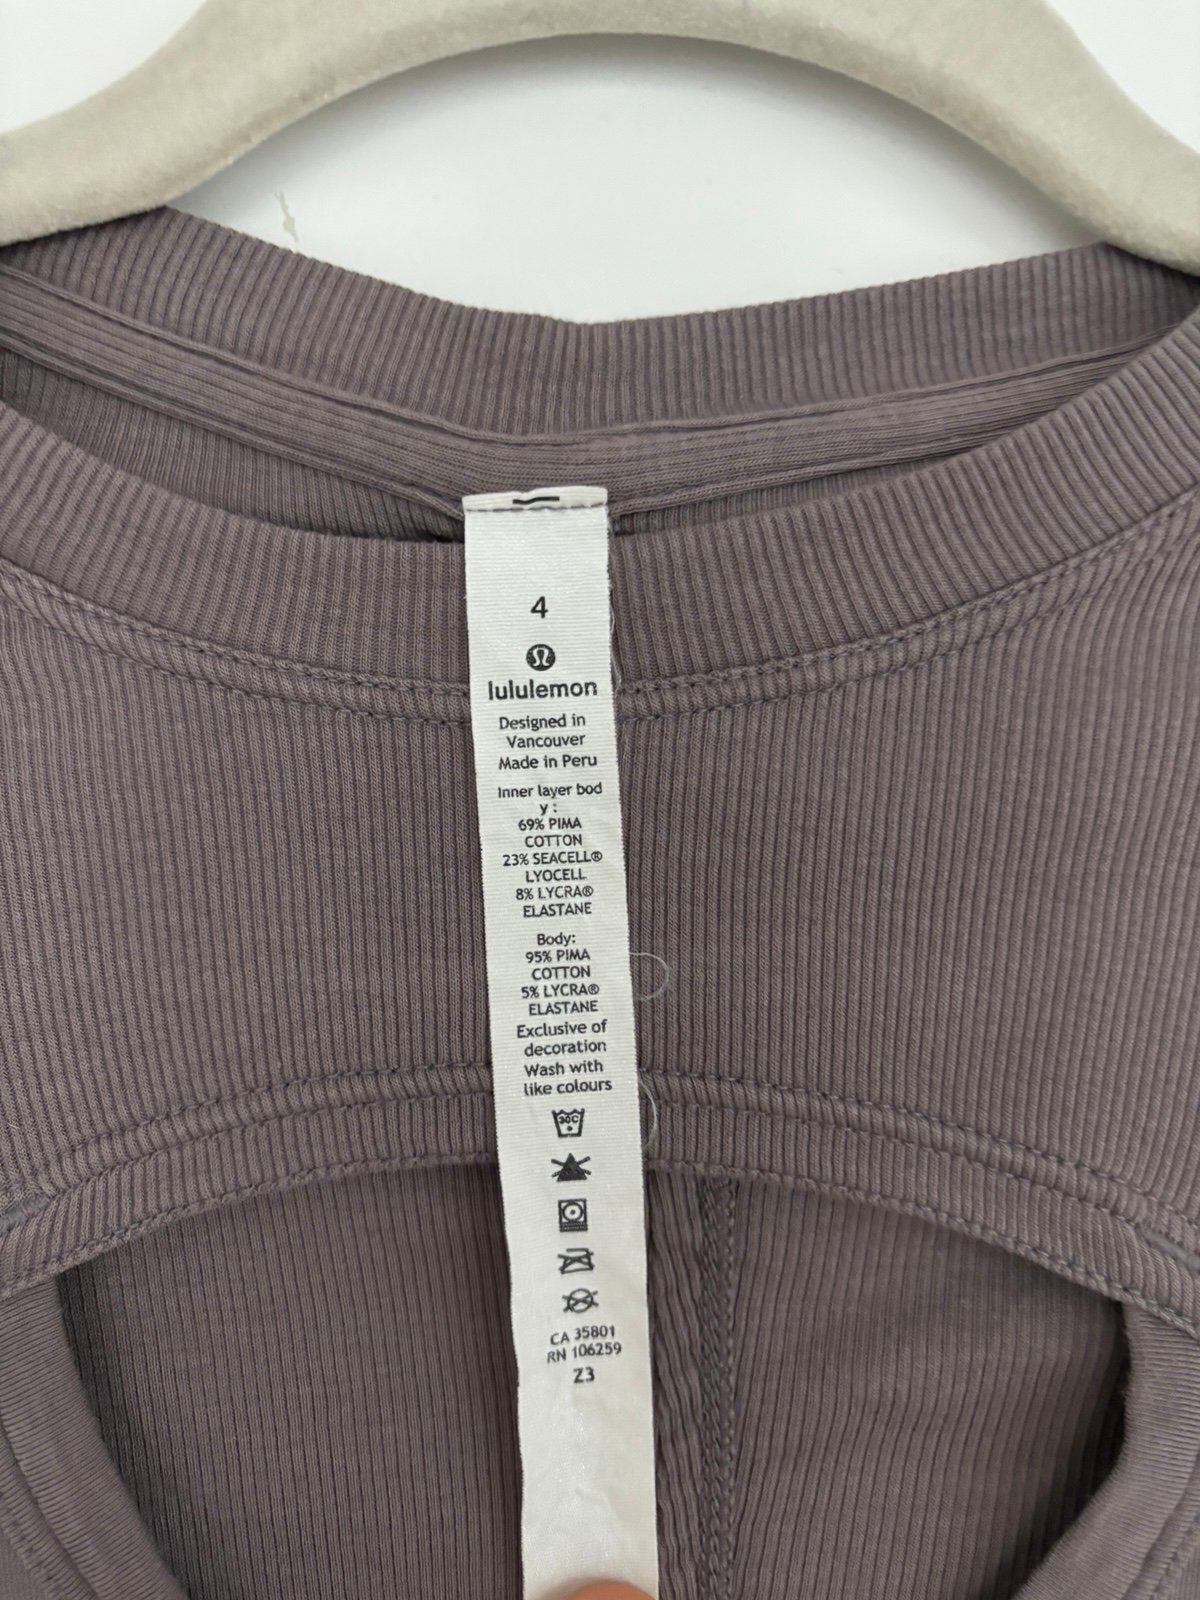 4
lululemon
Designed in
Vancouver
Made in Peru
Inner layer bod
y :
69% PIMA
COTTON
23% SEACELL®
LYOCELL
8% LYCRA®
ELASTANE
Body:
95% PIMA
COTTON
5% LYCRA®
ELASTANE
Exclusive of
decoration
Wash with
like colours
30C
CA 35801
RN 106259
Z3